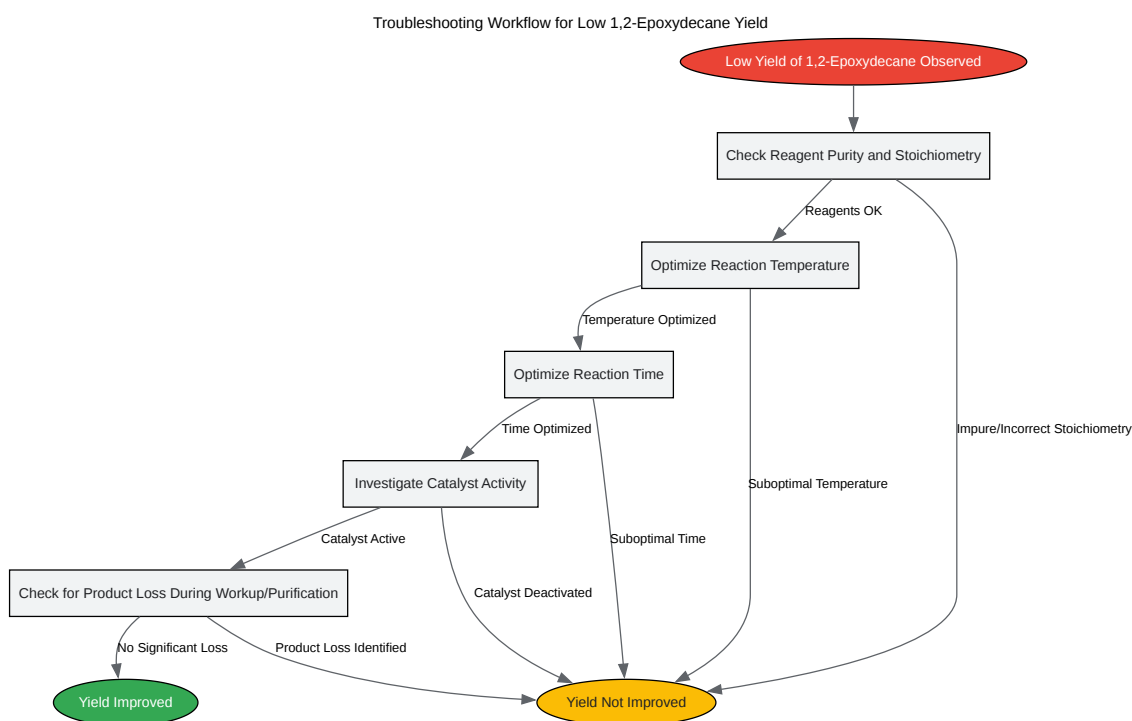 Troubleshooting Workflow for Low 1,2-Epoxydecane Yield
Low Yield of 1,2-Epoxydecane Observed
Check Reagent Purity and Stoichiometry
Reagents OK
Optimize Reaction Temperature
Temperature Optimized
Optimize Reaction Time
Time Optimized
Impure/Incorrect Stoichiometry
Investigate Catalyst Activity
Suboptimal Temperature
Catalyst Active
Suboptimal Time
Check for Product Loss During Workup/Purification
Catalyst Deactivated
No Significant Loss
Product Loss Identified
Yield Improved
Yield Not Improved